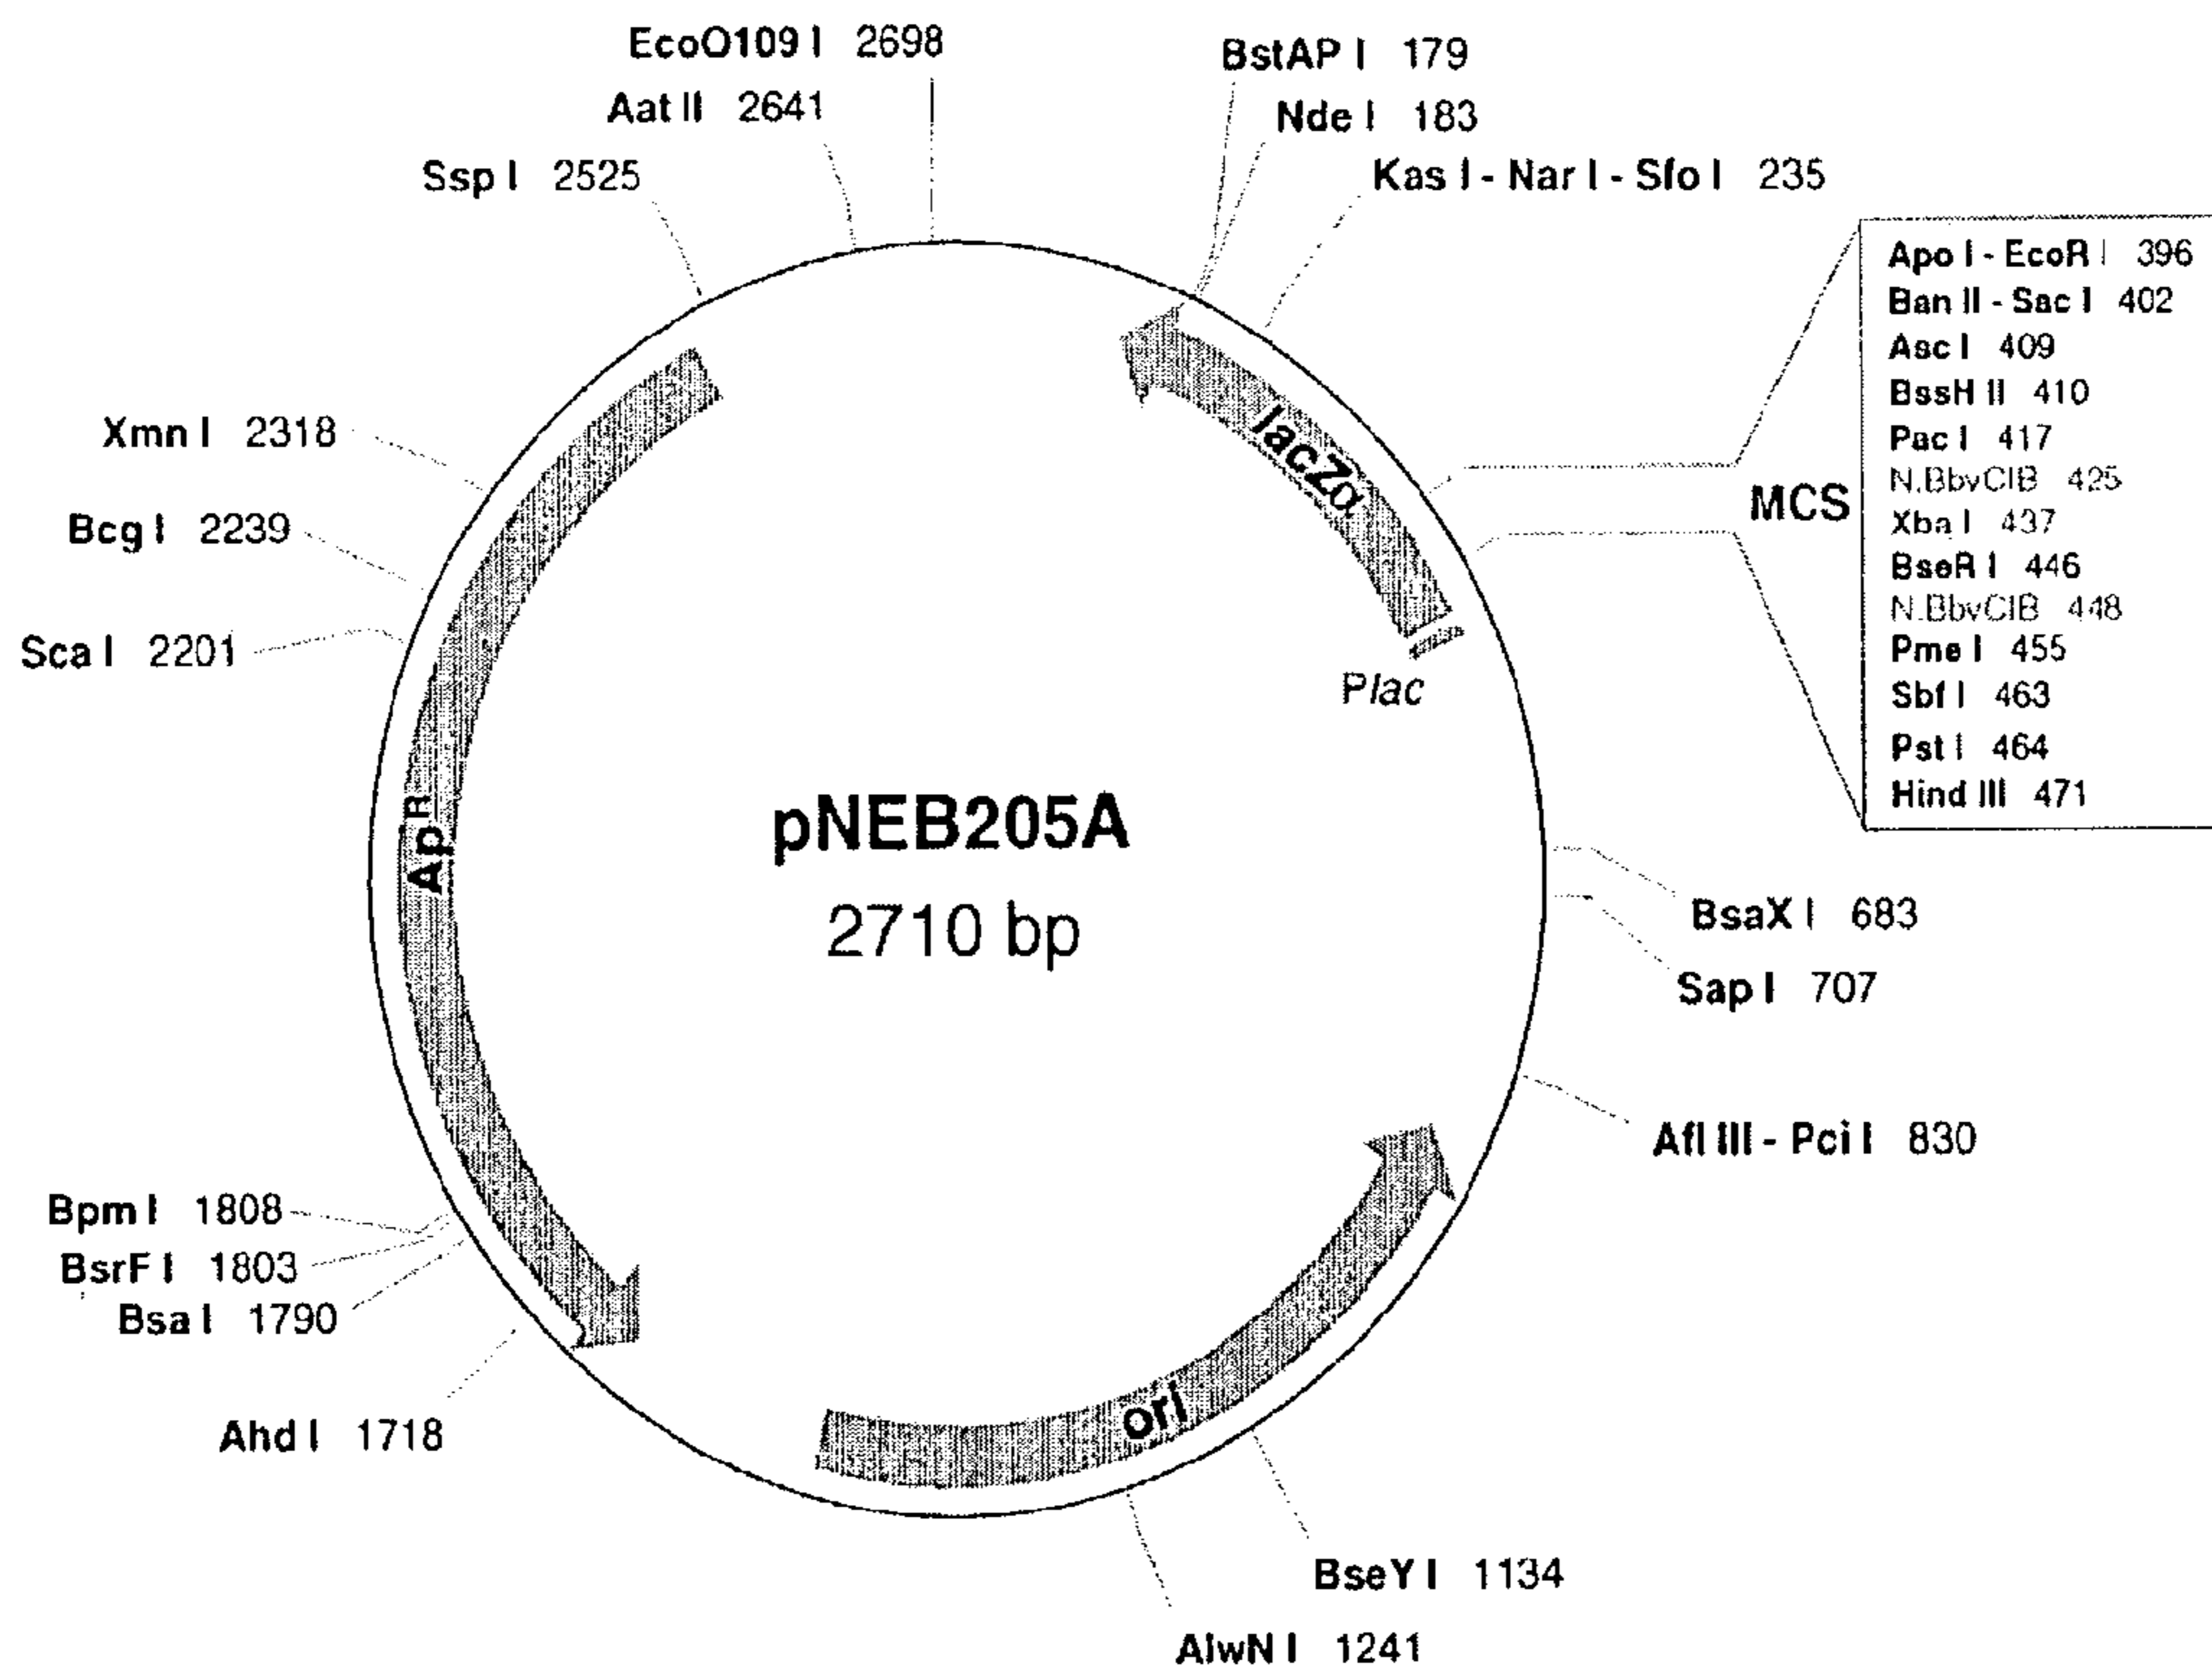 EcoO109 I 2698
Aat II 2641
Ssp I 2525
BstAP I 179
Nde I 183
Kas I - Nar I - Sfo I 235
Xmn I 2318
Bcg I 2239
Sca I 2201
lacZα
Plac
MCS
Apo I - EcoR I 396
Ban II - Sac I 402
Asc I 409
BssH II 410
Pac I 417
N.BbvCIB 425
Xba I 437
BseR I 446
N.BbvCIB 448
Pme I 455
Sbf I 463
Pst I 464
Hind III 471
ApR
pNEB205A
2710 bp
BsaX I 683
Sap I 707
Afl III - Pci I 830
Bpm I 1808
BsrF I 1803
Bsa I 1790
Ahd I 1718
ori
BseY I 1134
AlwN I 1241